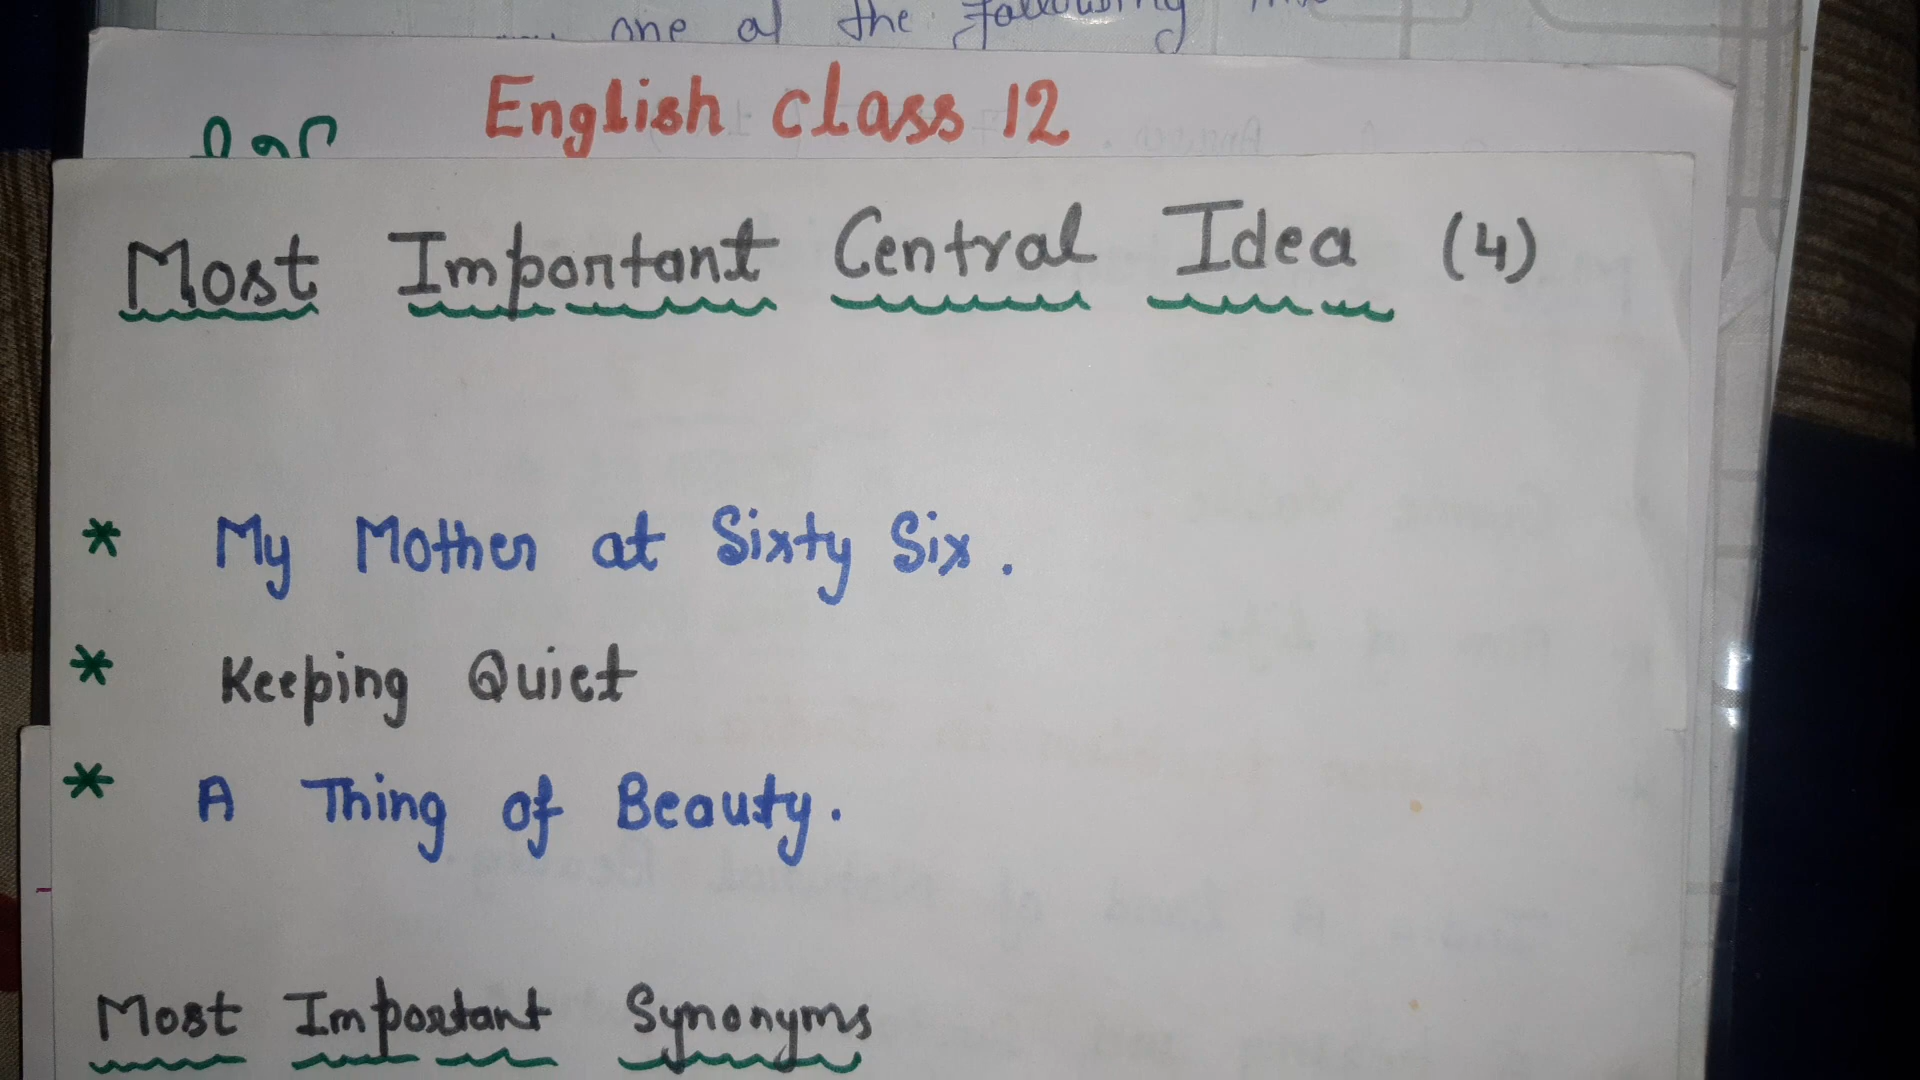 one of the following
English class 12
Most Important Central Idea (4)
* My Mother at Sixty Six.
* Keeping Quiet
* A Thing of Beauty.
Most Important Synonyms